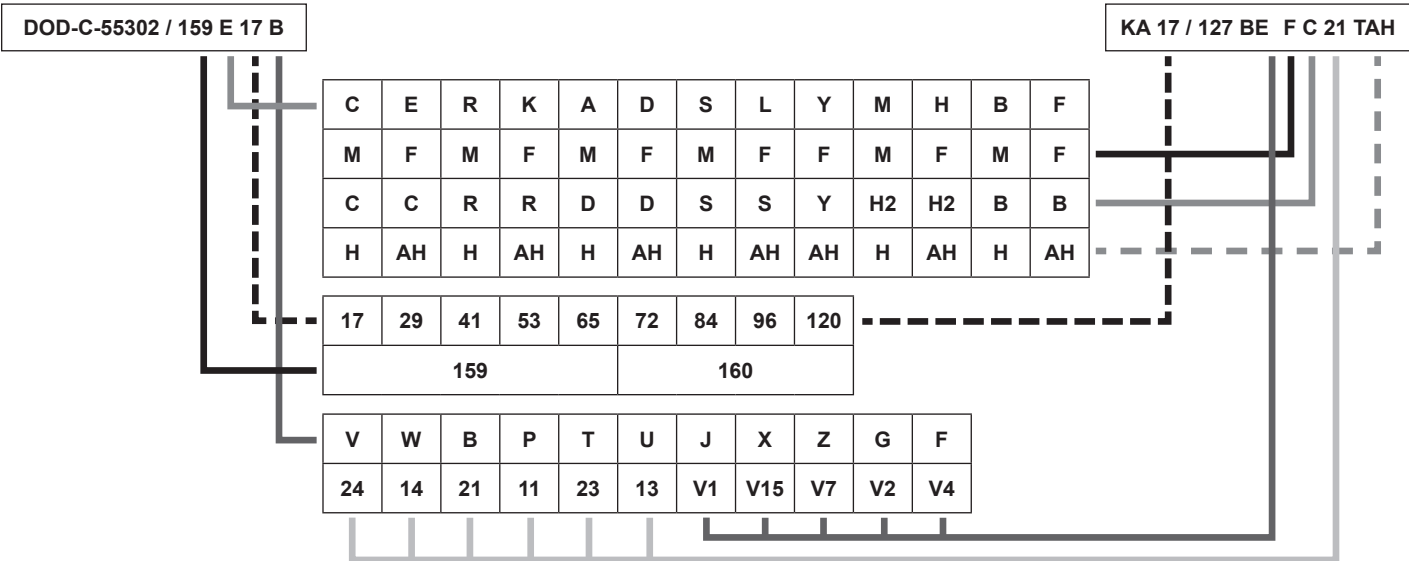 DOD-C-55302 / 159 E 17 B
KA 17 / 127 BE F C 21 TAH
C E R K A D S L Y M H B F
M F M F M F M F F M F M F
C C R R D D S S Y H2 H2 B B
H AH H AH H AH H AH AH H AH H AH
17 29 41 53 65 72 84 96 120
159 160
V W B P T U J X Z G F
24 14 21 11 23 13 V1 V15 V7 V2 V4